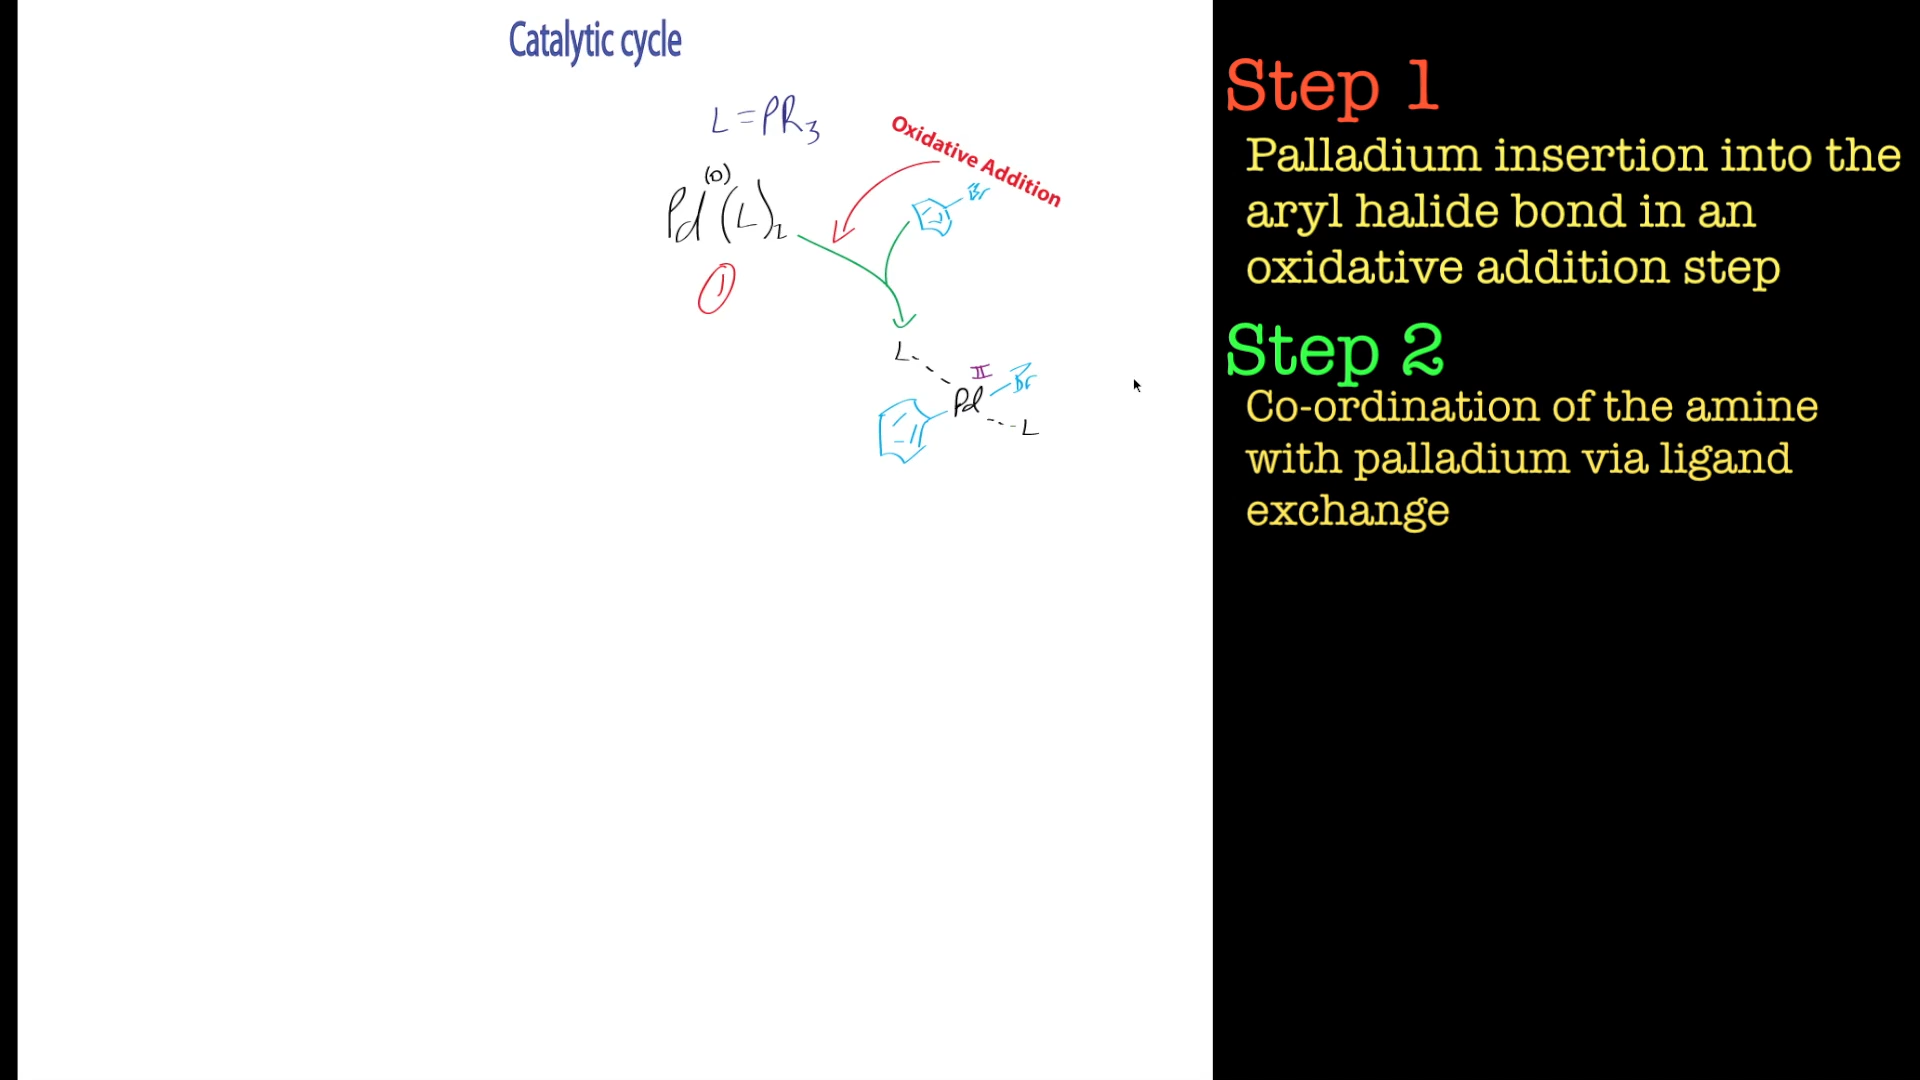 Catalytic cycle
L = PR3
Oxidative Addition
Br
(0)
Pd (L)2
1
L
II
Br
Pd
L
Step 1
Palladium insertion into the
aryl halide bond in an
oxidative addition step
Step 2
Co-ordination of the amine
with palladium via ligand
exchange